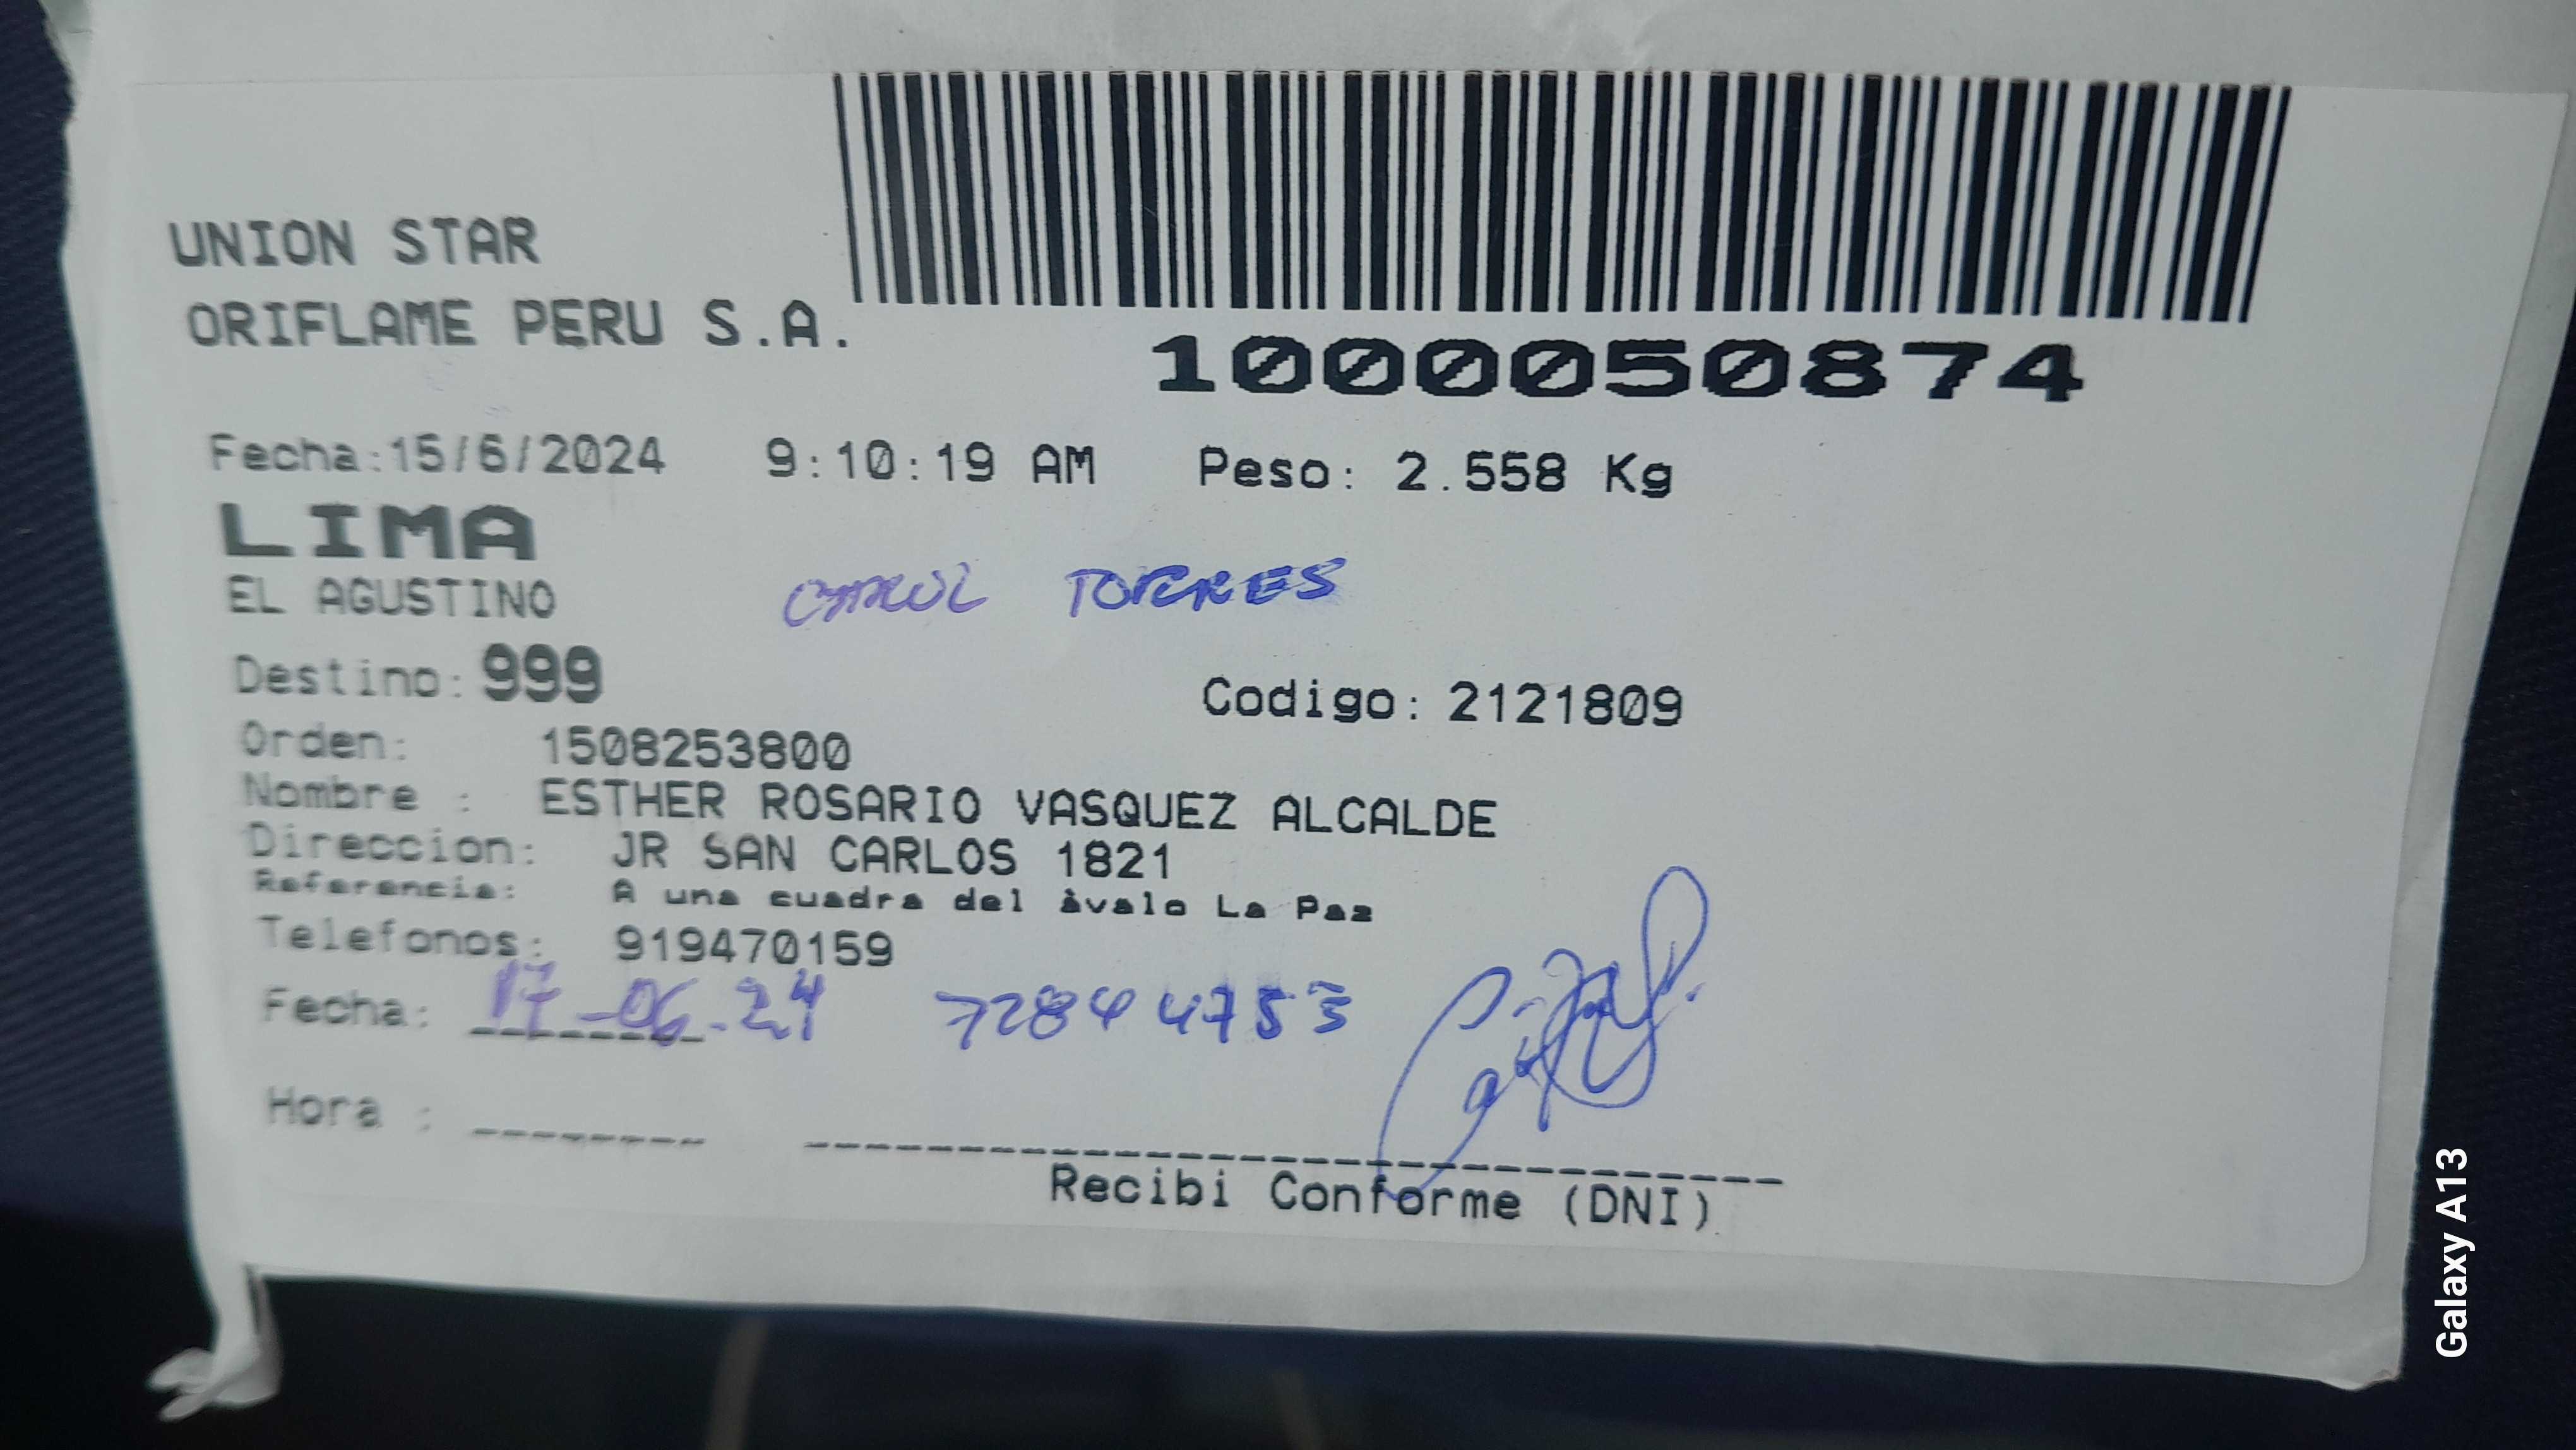 UNION STAR
ORIFLAME PERU S.A.
1000050874
Fecha:15/6/2024 9:10:19 AM Peso: 2.558 Kg
LIMA
EL AGUSTINO CAROL TORRES
Destino: 999 Codigo: 2121809
Orden: 1508253800
Nombre : ESTHER ROSARIO VASQUEZ ALCALDE
Direccion: JR SAN CARLOS 1821
Referencia: A una cuadra del àvalo La Paz
Telefonos: 919470159
Fecha: 17-06.24 72844753
Hora :
Recibi Conforme (DNI)
Galaxy A13